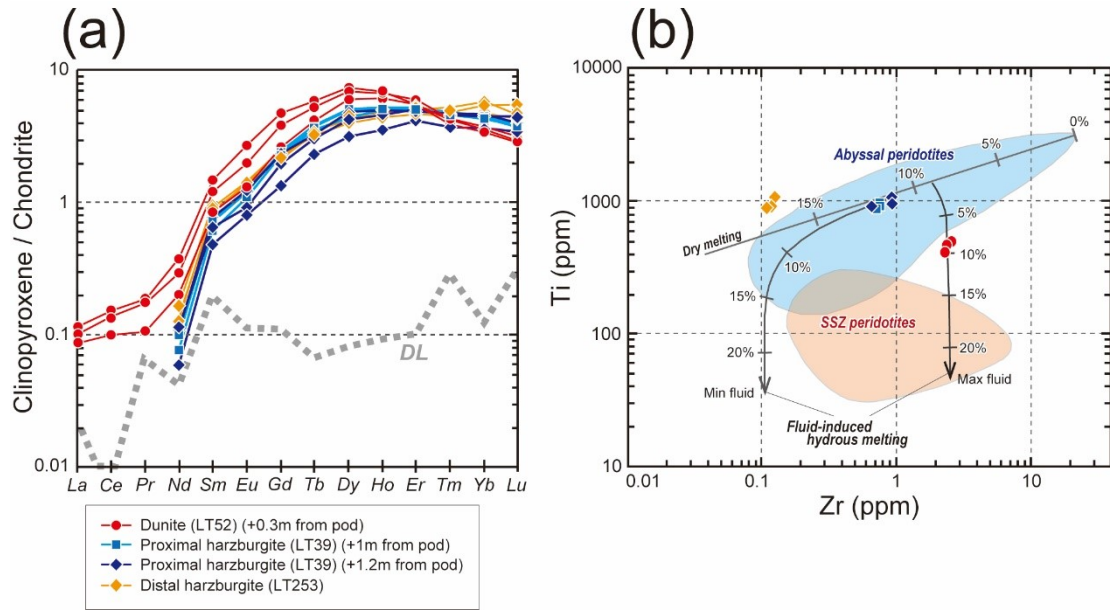 (a)
10
1
0.1
0.01
Clinopyroxene / Chondrite
DL
La Ce Pr Nd Sm Eu Gd Tb Dy Ho Er Tm Yb Lu
Dunite (LT52) (+0.3m from pod)
Proximal harzburgite (LT39) (+1m from pod)
Proximal harzburgite (LT39) (+1.2m from pod)
Distal harzburgite (LT253)
(b)
10000
1000
100
10
Ti (ppm)
0%
5%
Abyssal peridotites
10%
15%
5%
Dry melting
10%
10%
15%
15%
SSZ peridotites
20%
20%
Min fluid
Max fluid
Fluid-induced
hydrous melting
0.1 1 10
Zr (ppm)